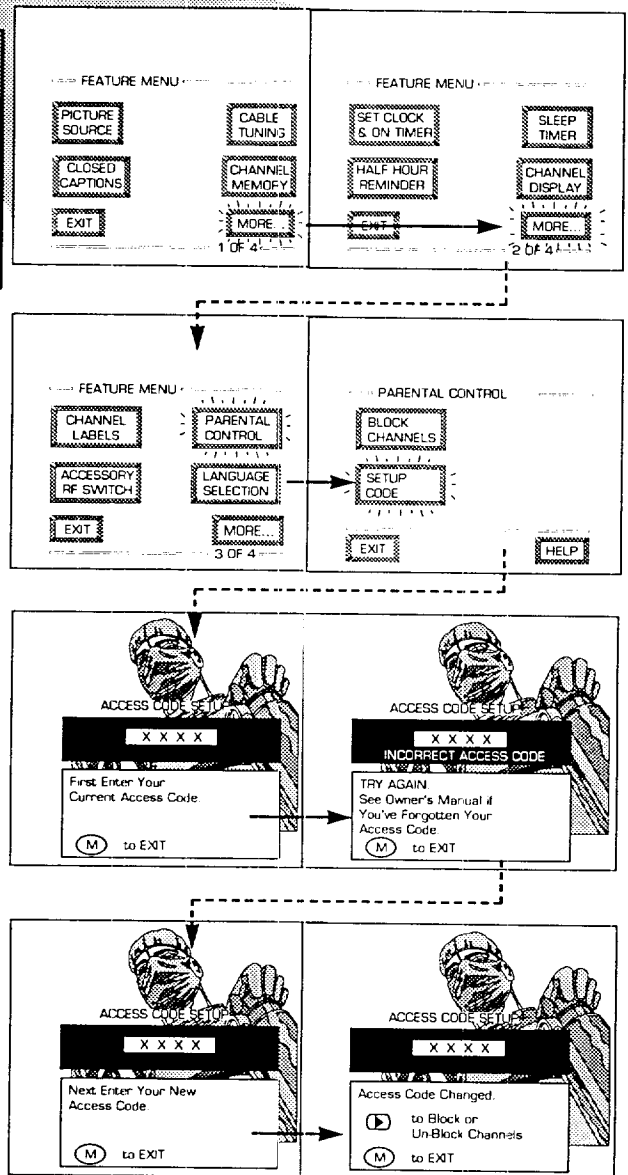 FEATURE MENU
PICTURE
SOURCE
CABLE
TUNING
CLOSED
CAPTIONS
CHANNEL
MEMORY
EXIT
MORE...
1 OF 4
FEATURE MENU
SET CLOCK
& ON TIMER
SLEEP
TIMER
HALF HOUR
REMINDER
CHANNEL
DISPLAY
EXIT
MORE...
2 OF 4
FEATURE MENU
CHANNEL
LABELS
PARENTAL
CONTROL
ACCESSORY
RF SWITCH
LANGUAGE
SELECTION
EXIT
MORE...
3 OF 4
PARENTAL CONTROL
BLOCK
CHANNELS
SETUP
CODE
EXIT
HELP
ACCESS CODE SETUP
X X X X
First Enter Your
Current Access Code.
M to EXIT
ACCESS CODE SETUP
X X X X
INCORRECT ACCESS CODE
TRY AGAIN.
See Owner's Manual if
You've Forgotten Your
Access Code.
M to EXIT
ACCESS CODE SETUP
X X X X
Next Enter Your New
Access Code.
M to EXIT
ACCESS CODE SETUP
X X X X
Access Code Changed.
to Block or
Un-Block Channels
M to EXIT